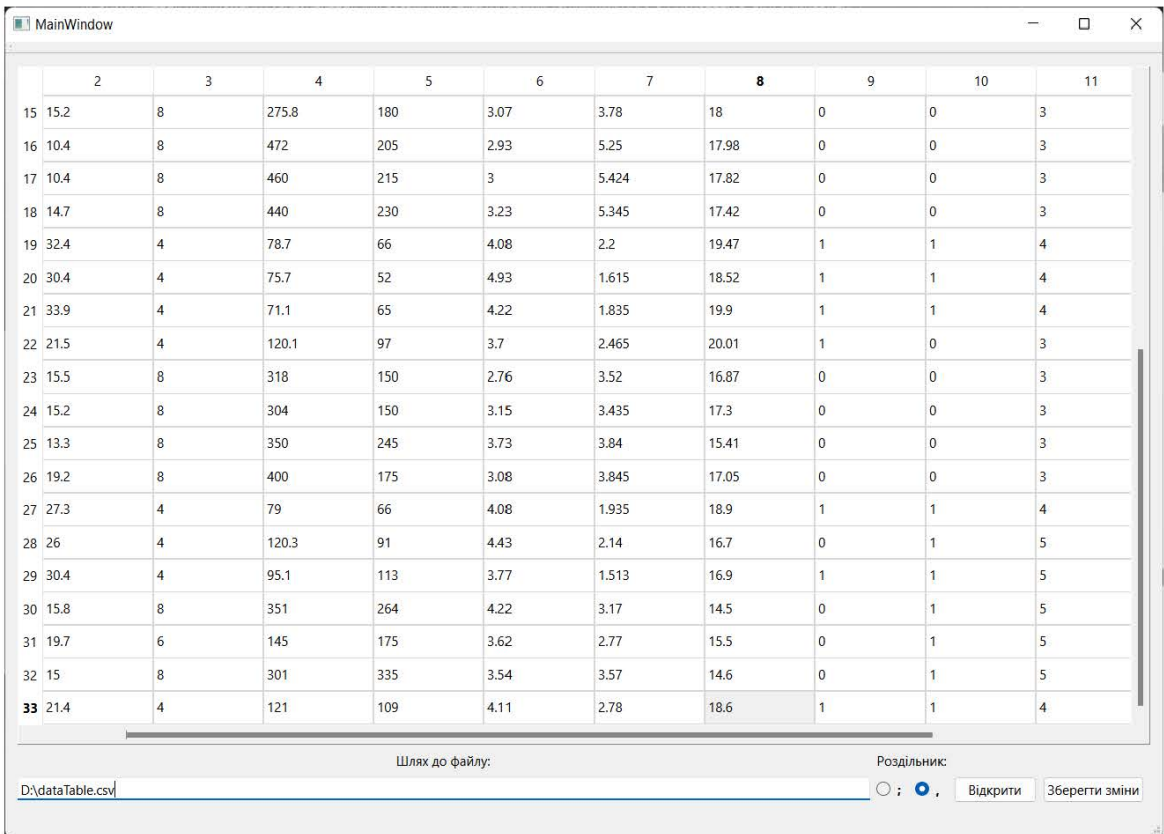 MainWindow
2 3 4 5 6 7 8 9 10 11
15 15.2 8 275.8 180 3.07 3.78 18 0 0 3
16 10.4 8 472 205 2.93 5.25 17.98 0 0 3
17 10.4 8 460 215 3 5.424 17.82 0 0 3
18 14.7 8 440 230 3.23 5.345 17.42 0 0 3
19 32.4 4 78.7 66 4.08 2.2 19.47 1 1 4
20 30.4 4 75.7 52 4.93 1.615 18.52 1 1 4
21 33.9 4 71.1 65 4.22 1.835 19.9 1 1 4
22 21.5 4 120.1 97 3.7 2.465 20.01 1 0 3
23 15.5 8 318 150 2.76 3.52 16.87 0 0 3
24 15.2 8 304 150 3.15 3.435 17.3 0 0 3
25 13.3 8 350 245 3.73 3.84 15.41 0 0 3
26 19.2 8 400 175 3.08 3.845 17.05 0 0 3
27 27.3 4 79 66 4.08 1.935 18.9 1 1 4
28 26 4 120.3 91 4.43 2.14 16.7 0 1 5
29 30.4 4 95.1 113 3.77 1.513 16.9 1 1 5
30 15.8 8 351 264 4.22 3.17 14.5 0 1 5
31 19.7 6 145 175 3.62 2.77 15.5 0 1 5
32 15 8 301 335 3.54 3.57 14.6 0 1 5
33 21.4 4 121 109 4.11 2.78 18.6 1 1 4
Шлях до файлу: Роздільник:
D:\dataTable.csv ; , Відкрити Зберегти зміни